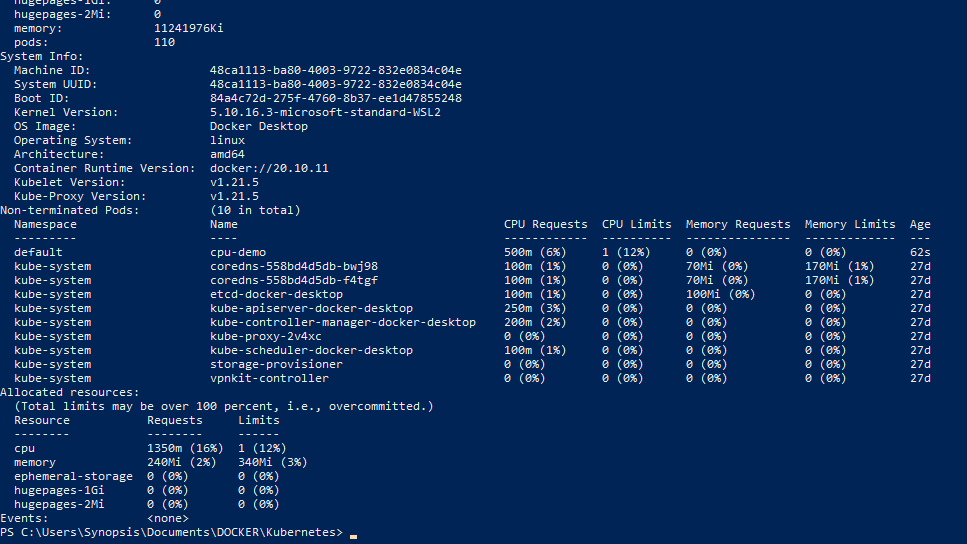 hugepages-1Gi:      0
  hugepages-2Mi:      0
  memory:             11241976Ki
  pods:               110
System Info:
  Machine ID:                 48ca1113-ba80-4003-9722-832e0834c04e
  System UUID:                48ca1113-ba80-4003-9722-832e0834c04e
  Boot ID:                    84a4c72d-275f-4760-8b37-ee1d47855248
  Kernel Version:             5.10.16.3-microsoft-standard-WSL2
  OS Image:                   Docker Desktop
  Operating System:           linux
  Architecture:               amd64
  Container Runtime Version:  docker://20.10.11
  Kubelet Version:            v1.21.5
  Kube-Proxy Version:         v1.21.5
Non-terminated Pods:          (10 in total)
  Namespace                   Name                                      CPU Requests  CPU Limits  Memory Requests  Memory Limits  Age
  ---------                   ----                                      ------------  ----------  ---------------  -------------  ---
  default                     cpu-demo                                  500m (6%)     1 (12%)     0 (0%)           0 (0%)         62s
  kube-system                 coredns-558bd4d5db-bwj98                  100m (1%)     0 (0%)      70Mi (0%)        170Mi (1%)     27d
  kube-system                 coredns-558bd4d5db-f4tgf                  100m (1%)     0 (0%)      70Mi (0%)        170Mi (1%)     27d
  kube-system                 etcd-docker-desktop                       100m (1%)     0 (0%)      100Mi (0%)       0 (0%)         27d
  kube-system                 kube-apiserver-docker-desktop             250m (3%)     0 (0%)      0 (0%)           0 (0%)         27d
  kube-system                 kube-controller-manager-docker-desktop    200m (2%)     0 (0%)      0 (0%)           0 (0%)         27d
  kube-system                 kube-proxy-2v4xc                          0 (0%)        0 (0%)      0 (0%)           0 (0%)         27d
  kube-system                 kube-scheduler-docker-desktop             100m (1%)     0 (0%)      0 (0%)           0 (0%)         27d
  kube-system                 storage-provisioner                       0 (0%)        0 (0%)      0 (0%)           0 (0%)         27d
  kube-system                 vpnkit-controller                         0 (0%)        0 (0%)      0 (0%)           0 (0%)         27d
Allocated resources:
  (Total limits may be over 100 percent, i.e., overcommitted.)
  Resource           Requests     Limits
  --------           --------     ------
  cpu                1350m (16%)  1 (12%)
  memory             240Mi (2%)   340Mi (3%)
  ephemeral-storage  0 (0%)       0 (0%)
  hugepages-1Gi      0 (0%)       0 (0%)
  hugepages-2Mi      0 (0%)       0 (0%)
Events:              <none>
PS C:\Users\Synopsis\Documents\DOCKER\Kubernetes>